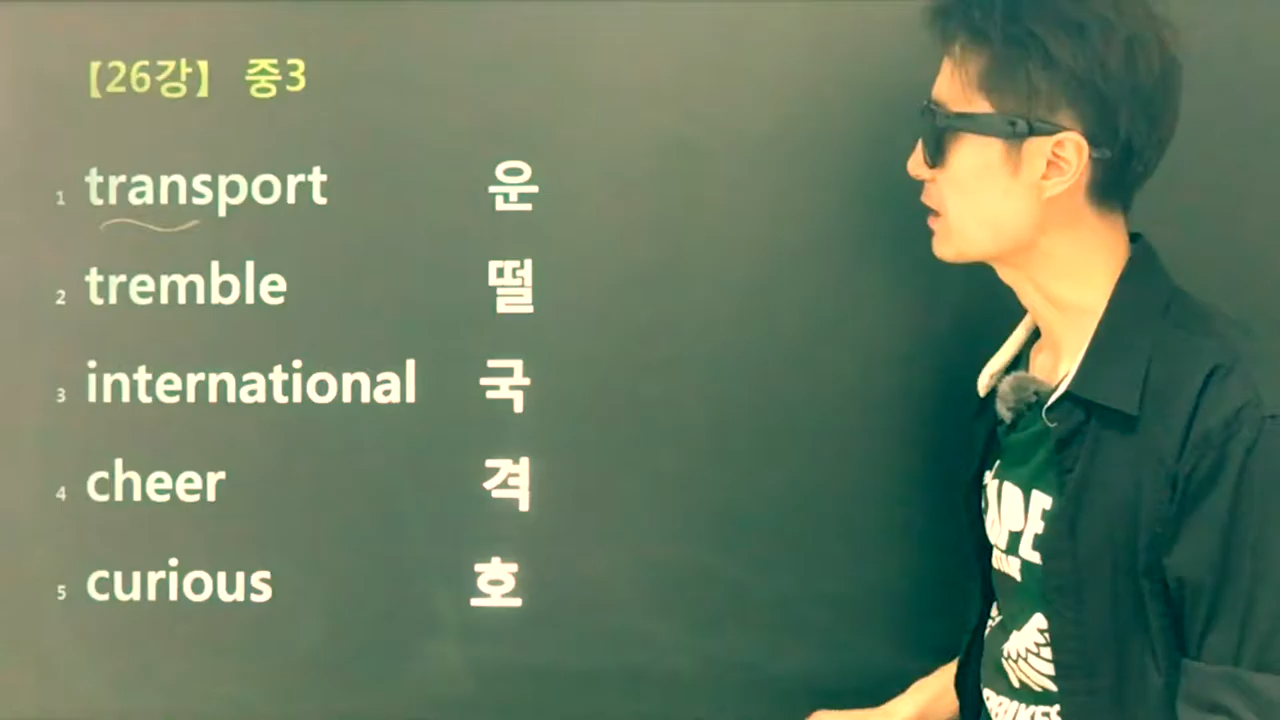 【26강】 중3
1 transport 운
2 tremble 떨
3 international 국
4 cheer 격
5 curious 호